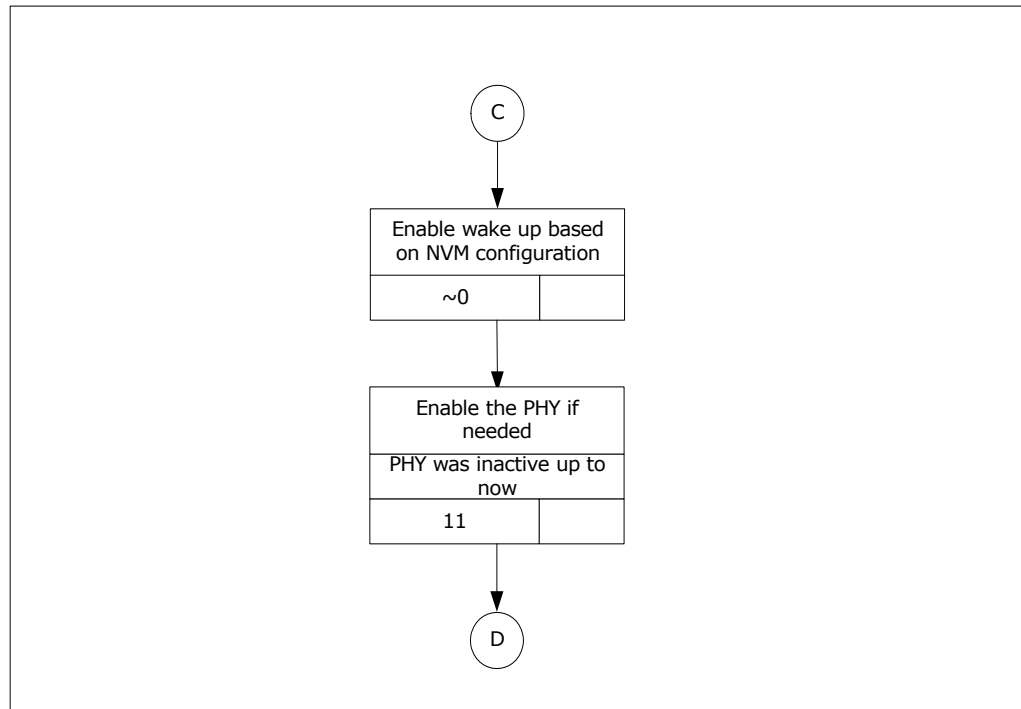 C
Enable wake up based
on NVM configuration
~0
Enable the PHY if
needed
PHY was inactive up to
now
11
D